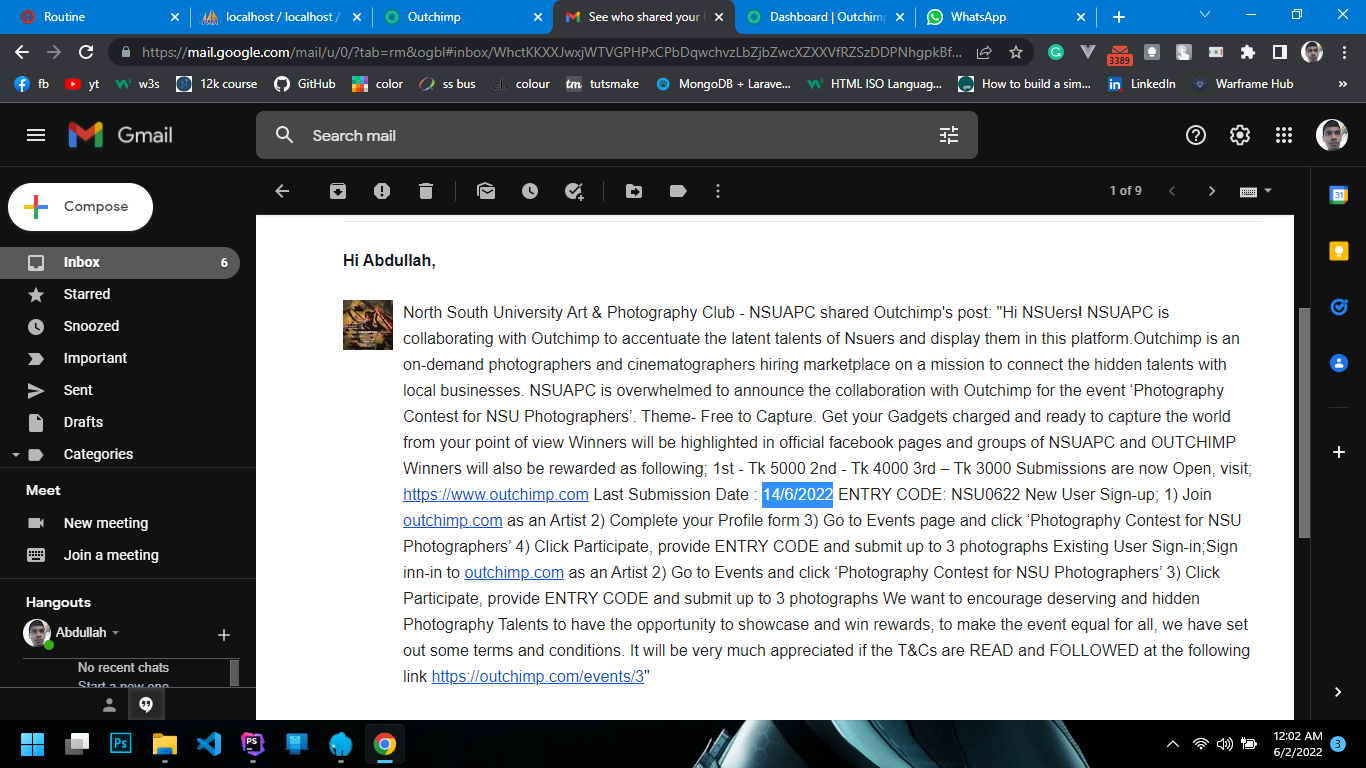 Routine
localhost / localhost /
Outchimp
See who shared your
Dashboard | Outchimp
WhatsApp
https://mail.google.com/mail/u/0/?tab=rm&ogbl#inbox/WhctKKXXJwxjWTVGPHPxCPbDqwchvzLbZjbZwcXZXXVfRZSzDDPNhgpkBf...
3389
fb
yt
w3s
12k course
GitHub
color
ss bus
colour
tutsmake
MongoDB + Larave...
HTML ISO Languag...
How to build a sim...
LinkedIn
Warframe Hub
»
Gmail
Search mail
Compose
1 of 9
Inbox 6
Starred
Snoozed
Important
Sent
Drafts
Categories
Meet
New meeting
Join a meeting
Hangouts
Abdullah
No recent chats
Start a new one
Hi Abdullah,
North South University Art & Photography Club - NSUAPC shared Outchimp's post: "Hi NSUers! NSUAPC is
collaborating with Outchimp to accentuate the latent talents of Nsuers and display them in this platform.Outchimp is an
on-demand photographers and cinematographers hiring marketplace on a mission to connect the hidden talents with
local businesses. NSUAPC is overwhelmed to announce the collaboration with Outchimp for the event ‘Photography
Contest for NSU Photographers’. Theme- Free to Capture. Get your Gadgets charged and ready to capture the world
from your point of view Winners will be highlighted in official facebook pages and groups of NSUAPC and OUTCHIMP
Winners will also be rewarded as following; 1st - Tk 5000 2nd - Tk 4000 3rd – Tk 3000 Submissions are now Open, visit;
https://www.outchimp.com Last Submission Date : 14/6/2022 ENTRY CODE: NSU0622 New User Sign-up; 1) Join
outchimp.com as an Artist 2) Complete your Profile form 3) Go to Events page and click ‘Photography Contest for NSU
Photographers’ 4) Click Participate, provide ENTRY CODE and submit up to 3 photographs Existing User Sign-in;Sign
inn-in to outchimp.com as an Artist 2) Go to Events and click ‘Photography Contest for NSU Photographers’ 3) Click
Participate, provide ENTRY CODE and submit up to 3 photographs We want to encourage deserving and hidden
Photography Talents to have the opportunity to showcase and win rewards, to make the event equal for all, we have set
out some terms and conditions. It will be very much appreciated if the T&Cs are READ and FOLLOWED at the following
link https://outchimp.com/events/3"
31
12:02 AM
6/2/2022
3